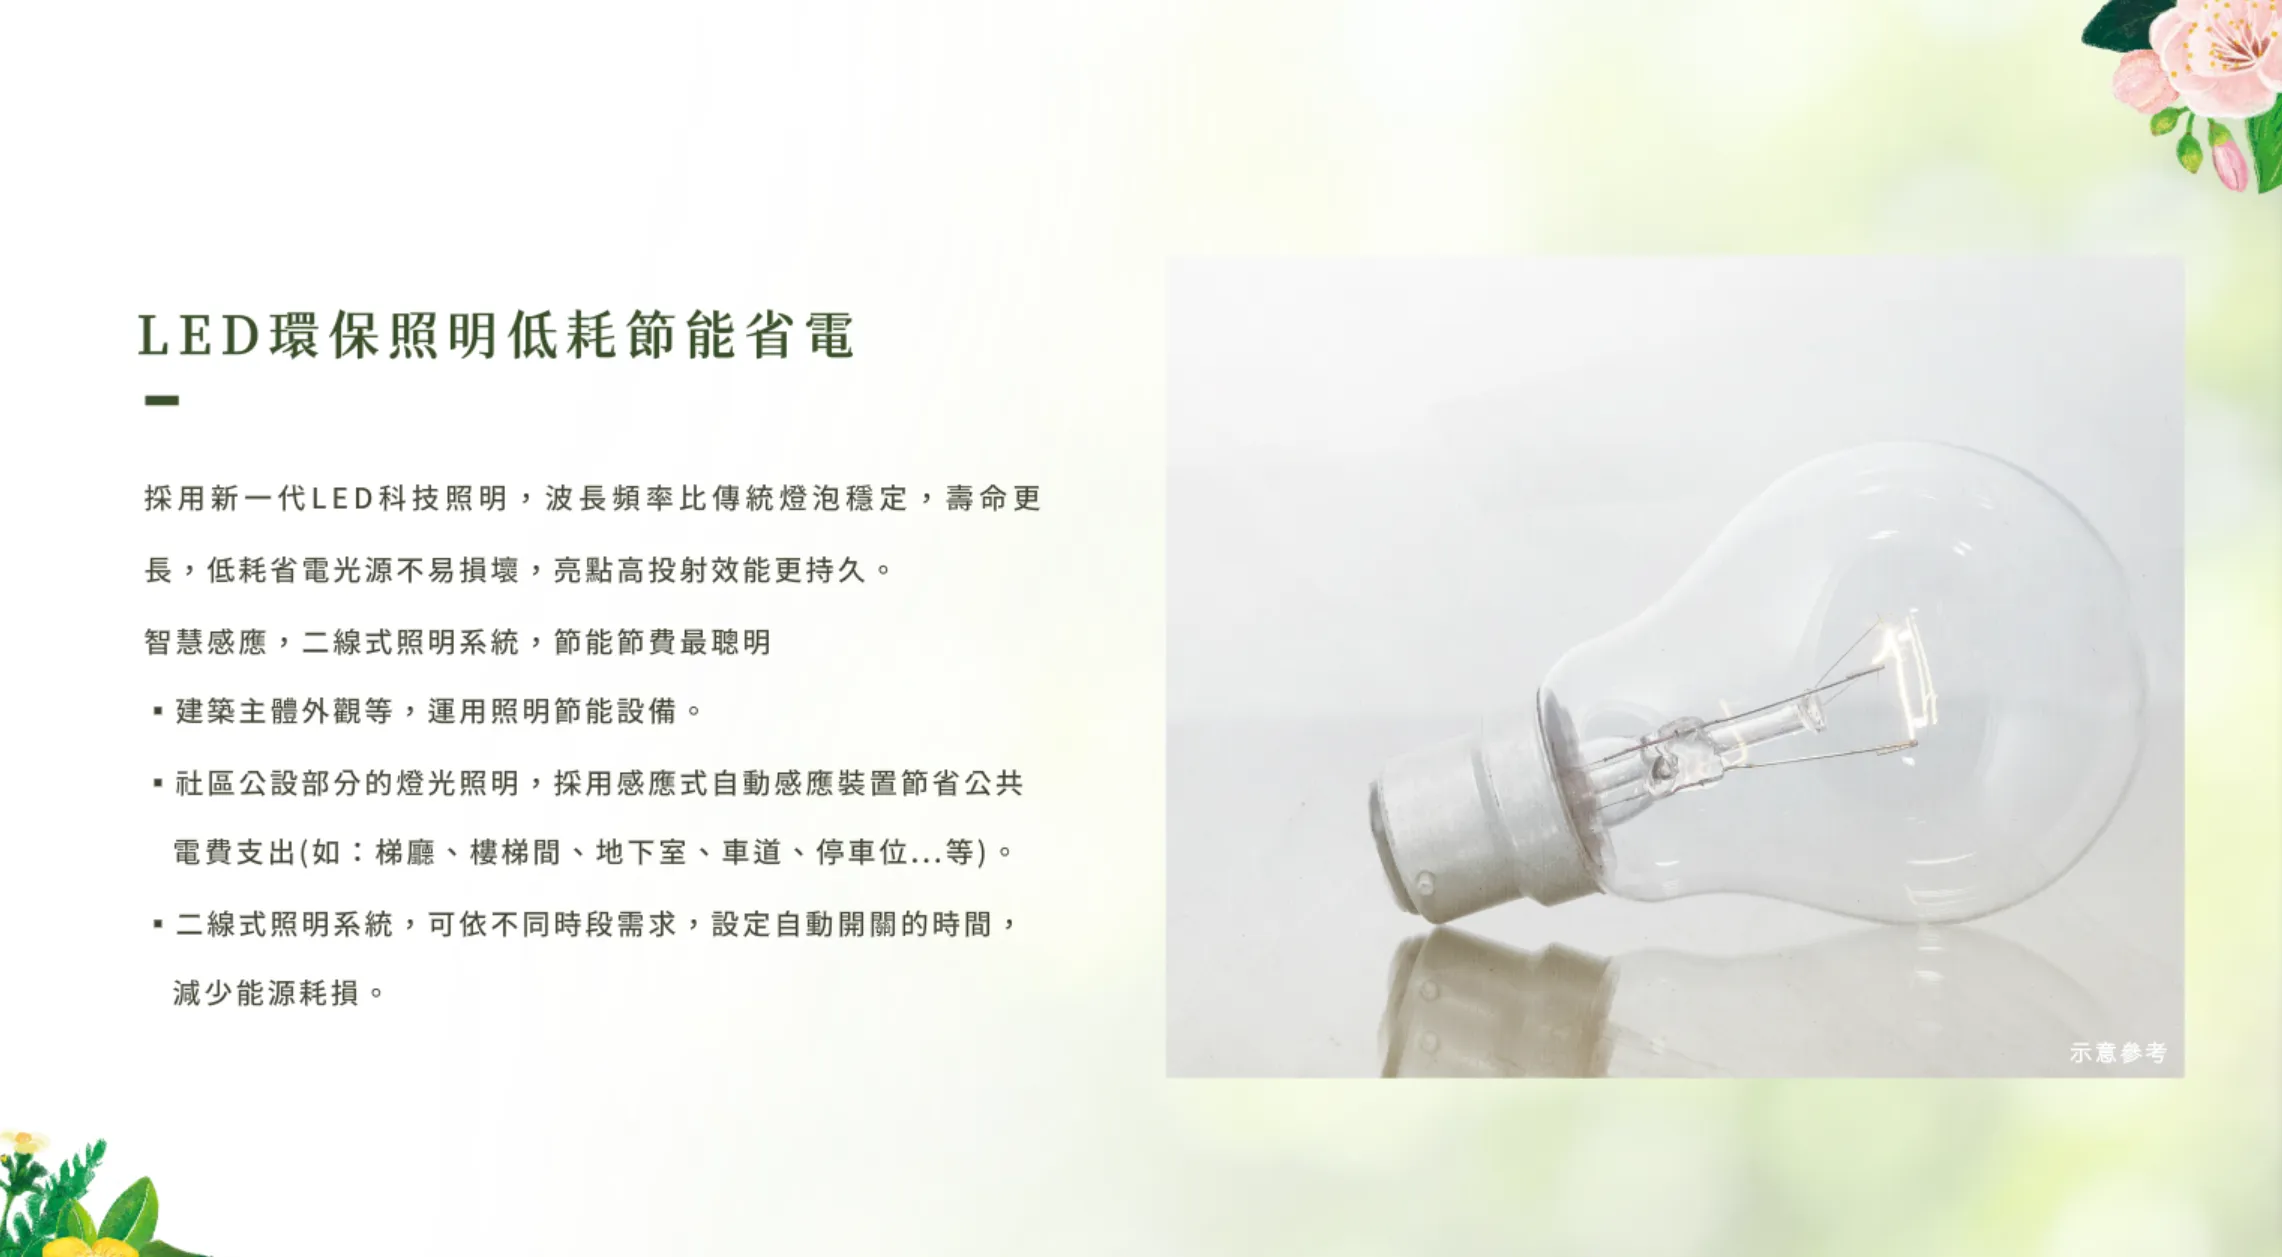 LED環保照明低耗節能省電
採用新一代LED科技照明，波長頻率比傳統燈泡穩定，壽命更
長，低耗省電光源不易損壞，亮點高投射效能更持久。
智慧感應，二線式照明系統，節能節費最聰明
▪建築主體外觀等，運用照明節能設備。
▪社區公設部分的燈光照明，採用感應式自動感應裝置節省公共
電費支出(如：梯廳、樓梯間、地下室、車道、停車位...等)。
▪二線式照明系統，可依不同時段需求，設定自動開關的時間，
減少能源耗損。
示意參考